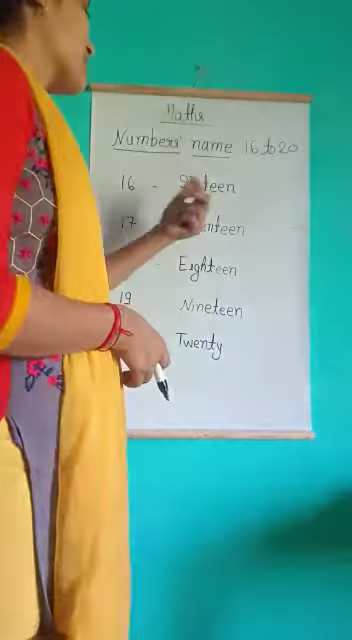 Maths
Numbers' name 16 to 20
16 -
17
- Eighteen
19 Nineteen
Twenty